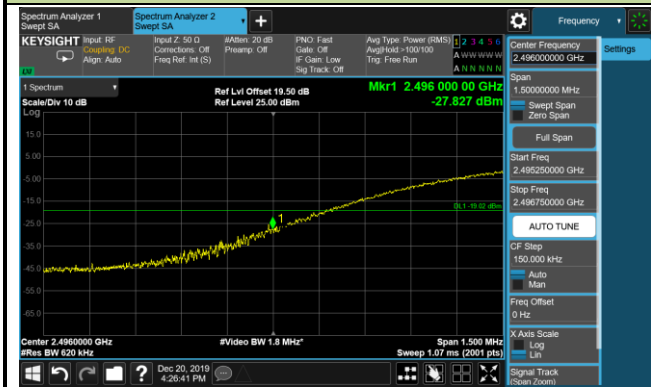 Spectrum Analyzer 1
Swept SA
Spectrum Analyzer 2
Swept SA
+
Frequency
KEYSIGHT
Input: RF
Coupling: DC
Align: Auto
Input Z: 50 Ω
Corrections: Off
Freq Ref: Int (S)
#Atten: 20 dB
Preamp: Off
PNO: Fast
Gate: Off
IF Gain: Low
Sig Track: Off
Avg Type: Power (RMS)
Avg|Hold:>100/100
Trig: Free Run
1 2 3 4 5 6
A W W W W W
A N N N N N
1 Spectrum
Scale/Div 10 dB
Log
Ref Lvl Offset 19.50 dB
Ref Level 25.00 dBm
Mkr1 2.496 000 00 GHz
-27.827 dBm
15.0
5.00
-5.00
-15.0
-25.0
-35.0
-45.0
-55.0
-65.0
DL1 -19.02 dBm
1
Center 2.4960000 GHz
#Res BW 620 kHz
#Video BW 1.8 MHz*
Span 1.500 MHz
Sweep 1.07 ms (2001 pts)
Dec 20, 2019
4:26:41 PM
Center Frequency
2.496000000 GHz
Settings
Span
1.50000000 MHz
Swept Span
Zero Span
Full Span
Start Freq
2.495250000 GHz
Stop Freq
2.496750000 GHz
AUTO TUNE
CF Step
150.000 kHz
Auto
Man
Freq Offset
0 Hz
X Axis Scale
Log
Lin
Signal Track
(Span Zoom)